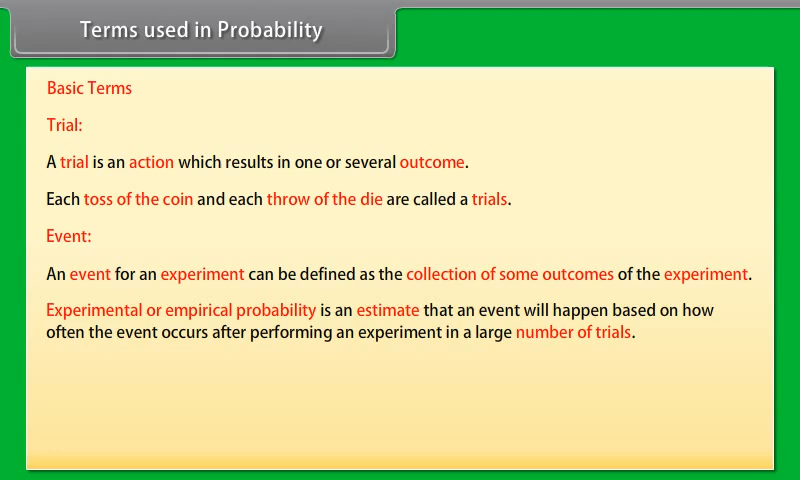 Terms used in Probability
Basic Terms
Trial:
A trial is an action which results in one or several outcome.
Each toss of the coin and each throw of the die are called a trials.
Event:
An event for an experiment can be defined as the collection of some outcomes of the experiment.
Experimental or empirical probability is an estimate that an event will happen based on how
often the event occurs after performing an experiment in a large number of trials.